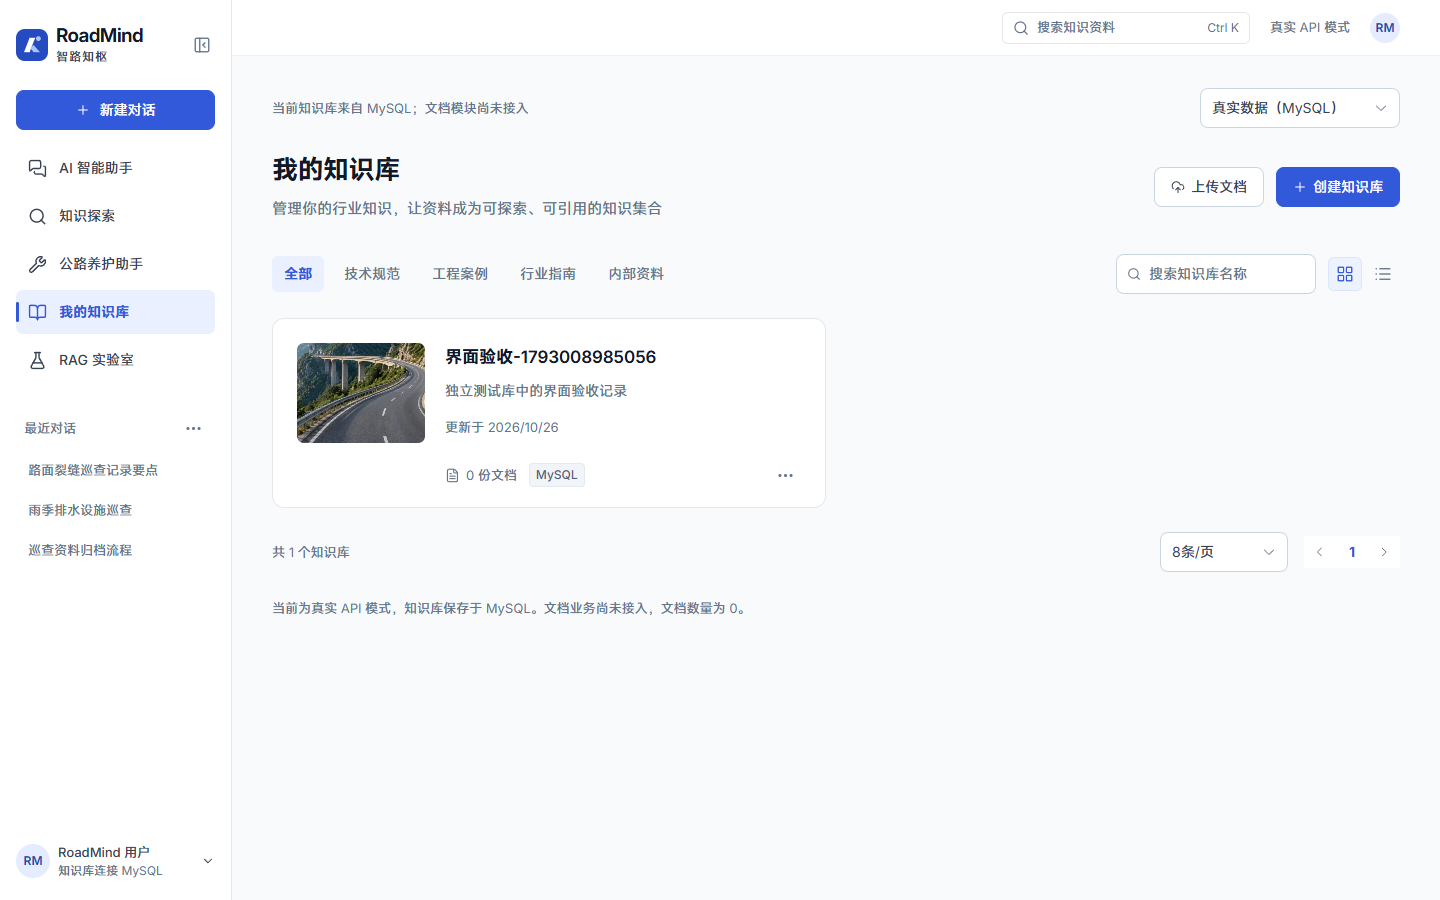 RoadMind
智路知枢
新建对话
AI 智能助手
知识探索
公路养护助手
我的知识库
RAG 实验室
最近对话
路面裂缝巡查记录要点
雨季排水设施巡查
巡查资料归档流程
RM
RoadMind 用户
知识库连接 MySQL
搜索知识资料 Ctrl K
真实 API 模式
RM
当前知识库来自 MySQL；文档模块尚未接入
真实数据（MySQL）
我的知识库
管理你的行业知识，让资料成为可探索、可引用的知识集合
上传文档
创建知识库
全部 技术规范 工程案例 行业指南 内部资料
搜索知识库名称
界面验收-1793008985056
独立测试库中的界面验收记录
更新于 2026/10/26
0 份文档 MySQL
共 1 个知识库
8条/页
1
当前为真实 API 模式，知识库保存于 MySQL。文档业务尚未接入，文档数量为 0。